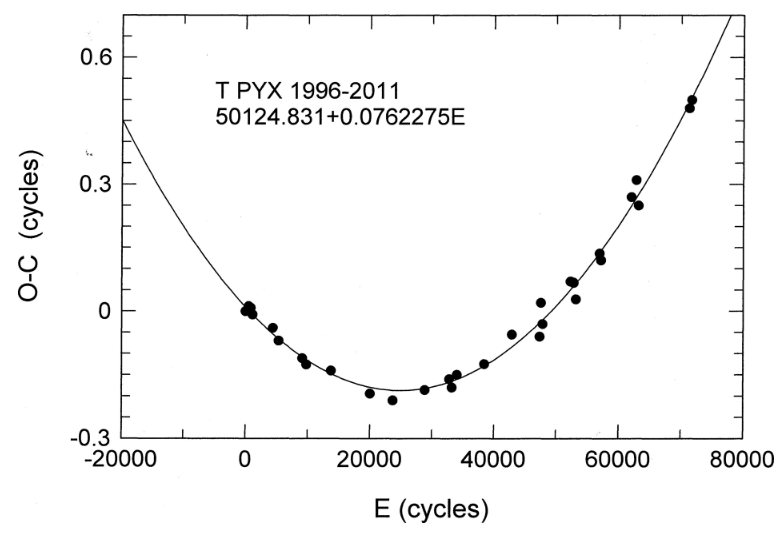 0.6
T PYX 1996-2011
50124.831+0.0762275E
0.3
O-C (cycles)
0
-0.3
-20000 0 20000 40000 60000 80000
E (cycles)